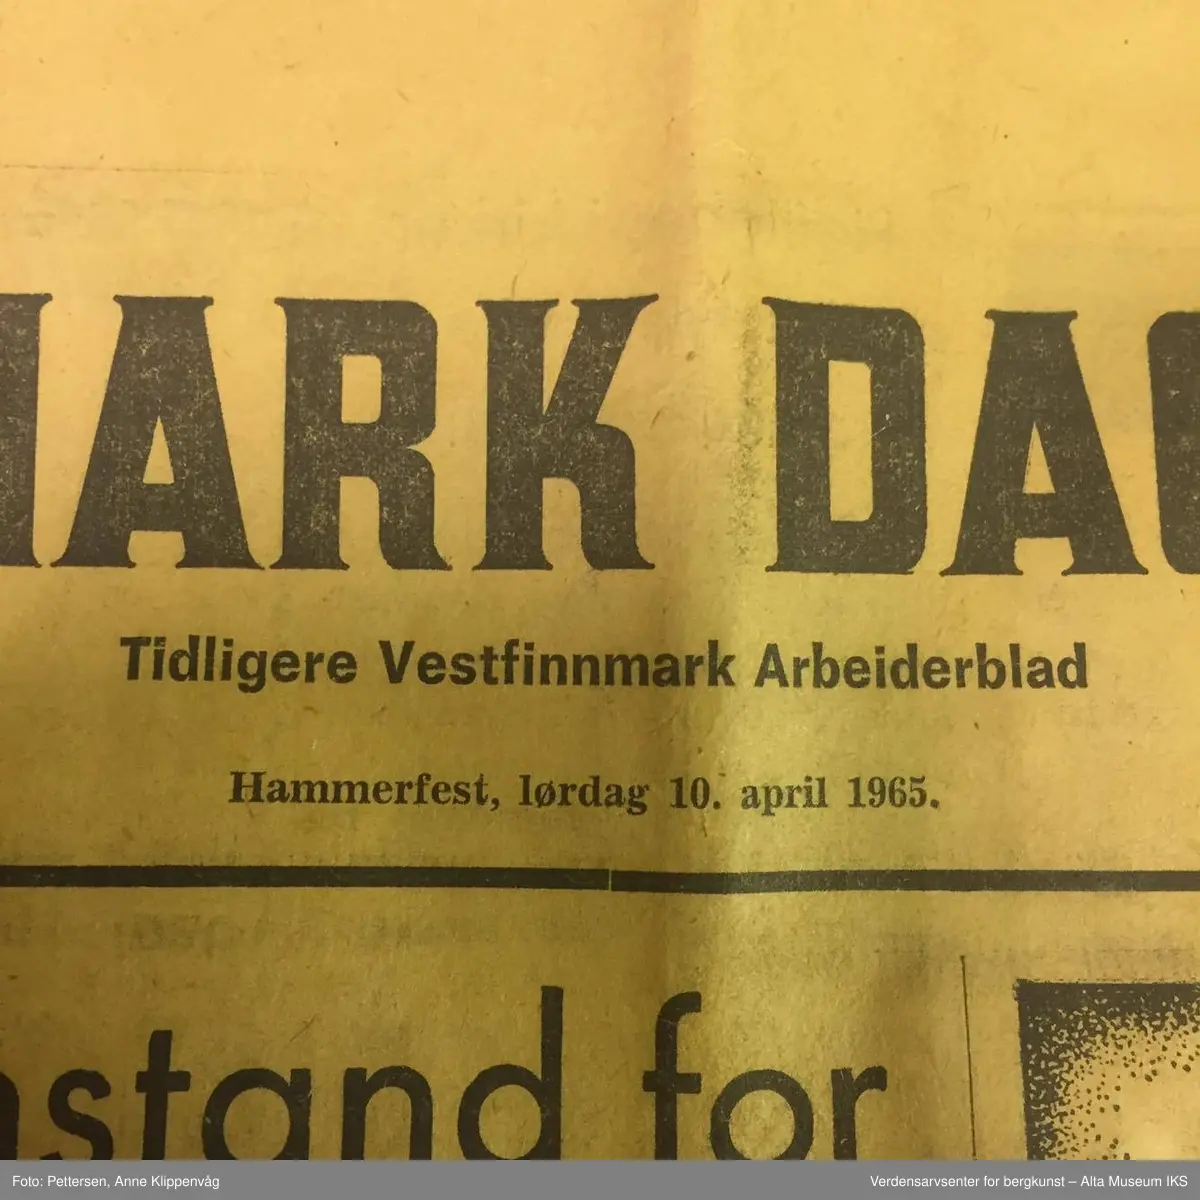 MARK DAG
Tidligere Vestfinnmark Arbeiderblad
Hammerfest, lørdag 10. april 1965.
nstand for
Foto: Pettersen, Anne Klippenvåg
Verdensarvsenter for bergkunst – Alta Museum IKS